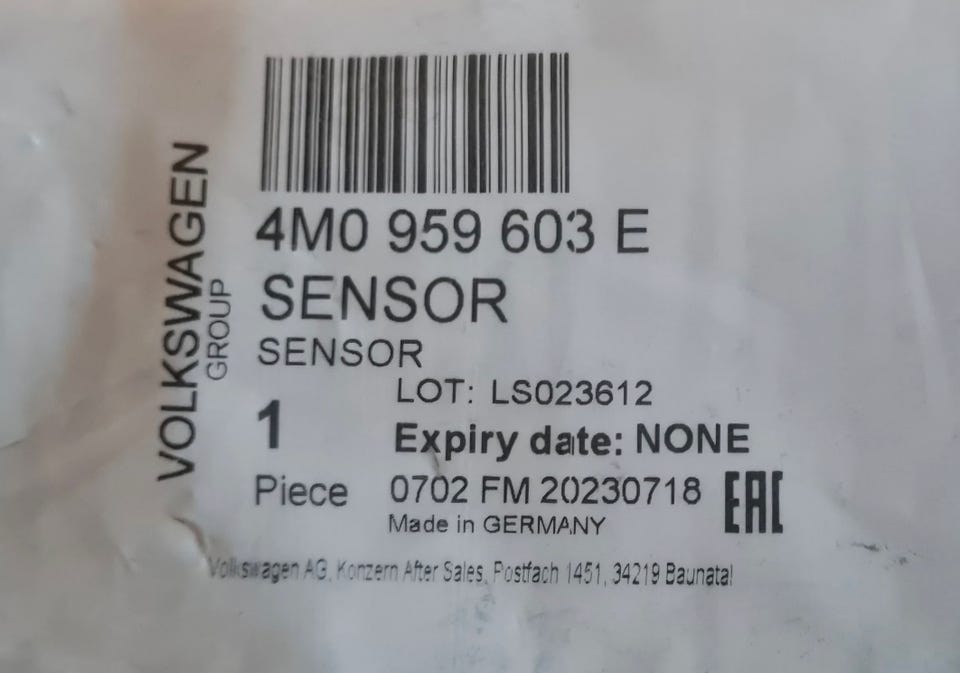 VOLKSWAGEN
GROUP
4M0 959 603 E
SENSOR
SENSOR
LOT: LS023612
1
Expiry date: NONE
Piece
0702 FM 20230718
EAC
Made in GERMANY
Volkswagen AG, Konzern After Sales, Postfach 1451, 34219 Baunatal